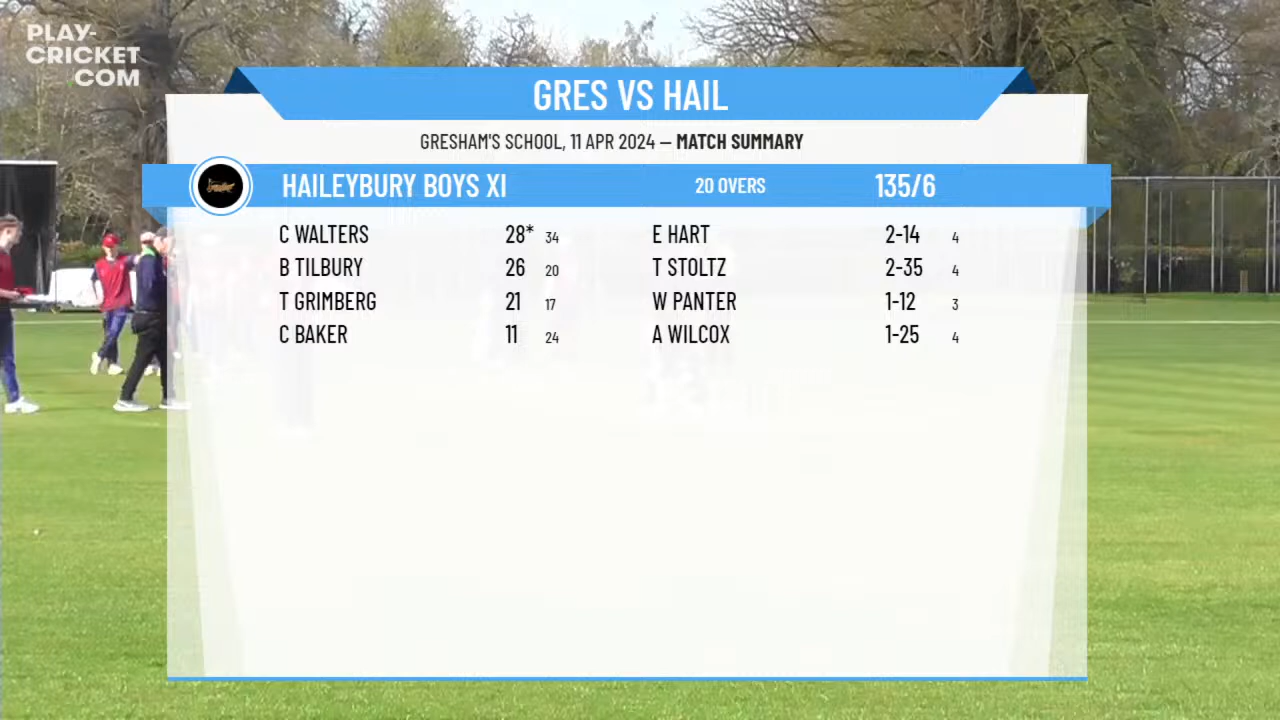 PLAY-
CRICKET
.COM
GRES VS HAIL
GRESHAM'S SCHOOL, 11 APR 2024 – MATCH SUMMARY
HAILEYBURY BOYS XI 20 OVERS 135/6
C WALTERS 28* 34 E HART 2-14 4
B TILBURY 26 20 T STOLTZ 2-35 4
T GRIMBERG 21 17 W PANTER 1-12 3
C BAKER 11 24 A WILCOX 1-25 4